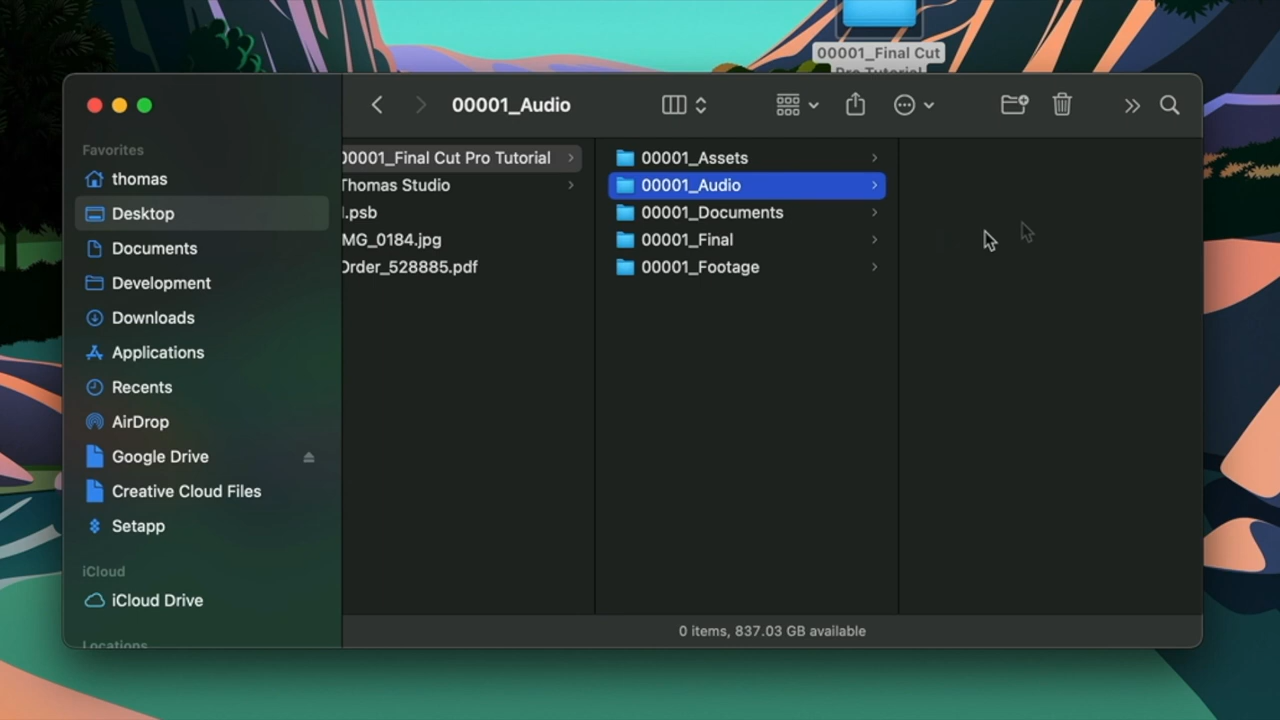 00001_Final Cut
Pro Tutorial
00001_Audio
Favorites
thomas
Desktop
Documents
Development
Downloads
Applications
Recents
AirDrop
Google Drive
Creative Cloud Files
Setapp
iCloud
iCloud Drive
Locations
00001_Final Cut Pro Tutorial
Thomas Studio
l.psb
MG_0184.jpg
Order_528885.pdf
00001_Assets
00001_Audio
00001_Documents
00001_Final
00001_Footage
0 items, 837.03 GB available